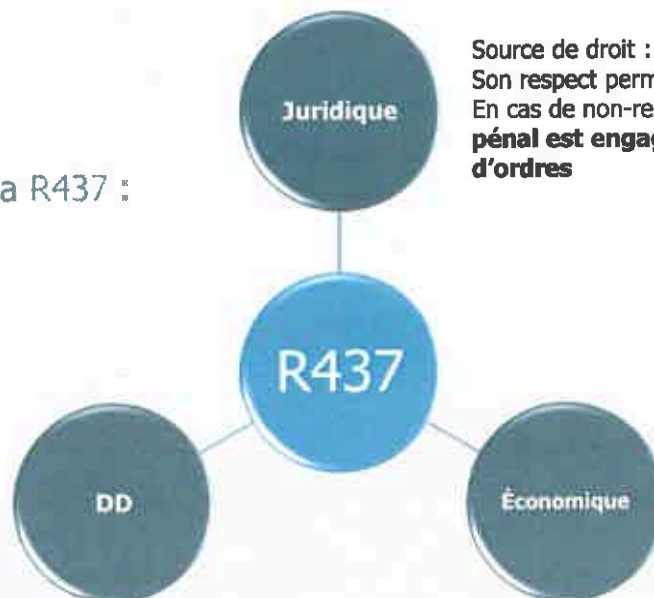 Source de droit :
Son respect perm
En cas de non-re
pénal est engag
d'ordres
Juridique
a R437 :
R437
DD
Économique